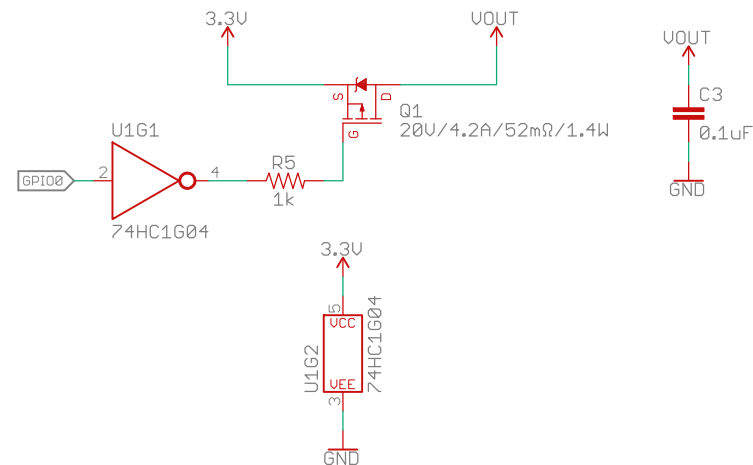 3.3V
VOUT
VOUT
S
D
Q1
20V/4.2A/52mΩ/1.4W
G
C3
0.1uF
GND
U1G1
GPIO0
2
4
74HC1G04
R5
1k
3.3V
5
VCC
U1G2
74HC1G04
VEE
3
GND